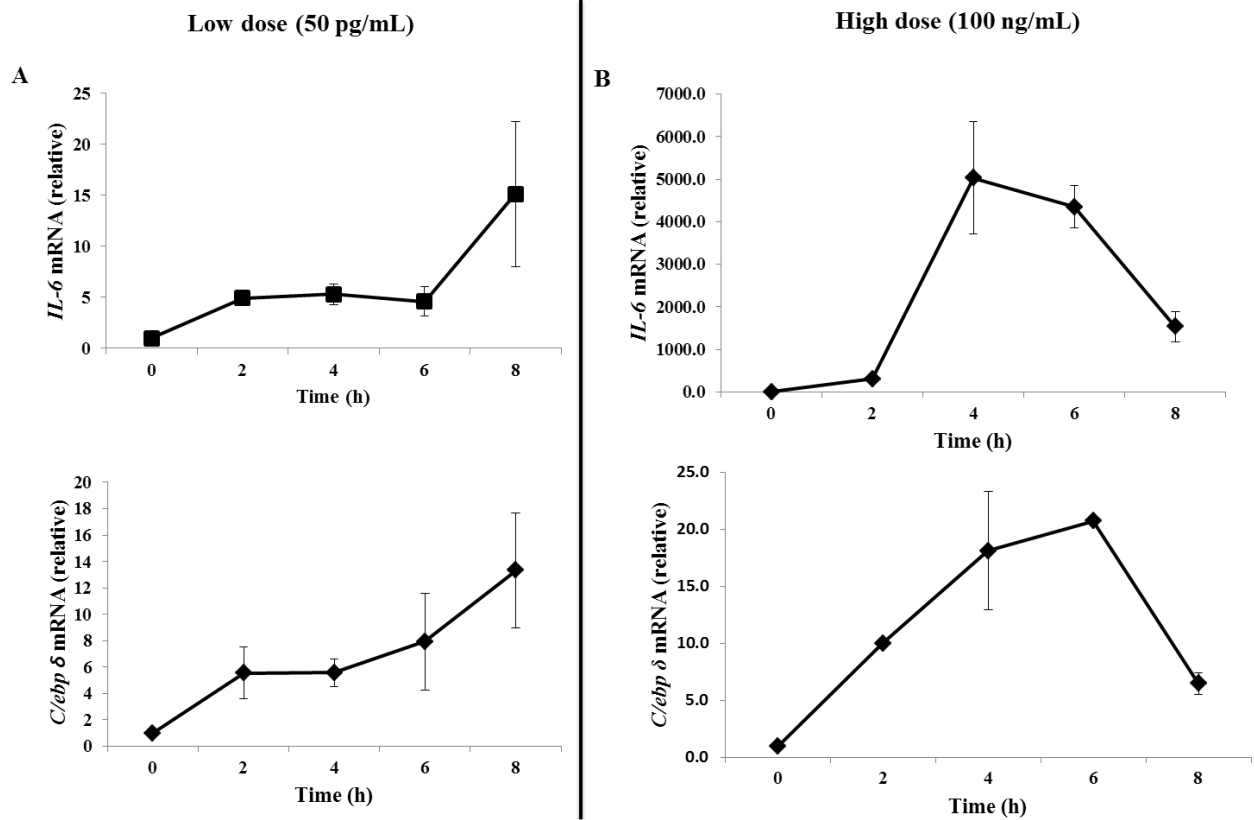 Low dose (50 pg/mL)
High dose (100 ng/mL)
A
IL-6 mRNA (relative)
25
20
15
10
5
0
0 2 4 6 8
Time (h)
C/ebp δ mRNA (relative)
20
18
16
14
12
10
8
6
4
2
0
0 2 4 6 8
Time (h)
B
IL-6 mRNA (relative)
7000.0
6000.0
5000.0
4000.0
3000.0
2000.0
1000.0
0.0
0 2 4 6 8
Time (h)
C/ebp δ mRNA (relative)
25.0
20.0
15.0
10.0
5.0
0.0
0 2 4 6 8
Time (h)